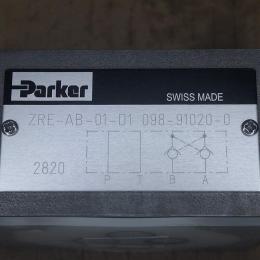 Parker
SWISS MADE
ZRE-AB-01-01 098-91020-0
2820
P T B A